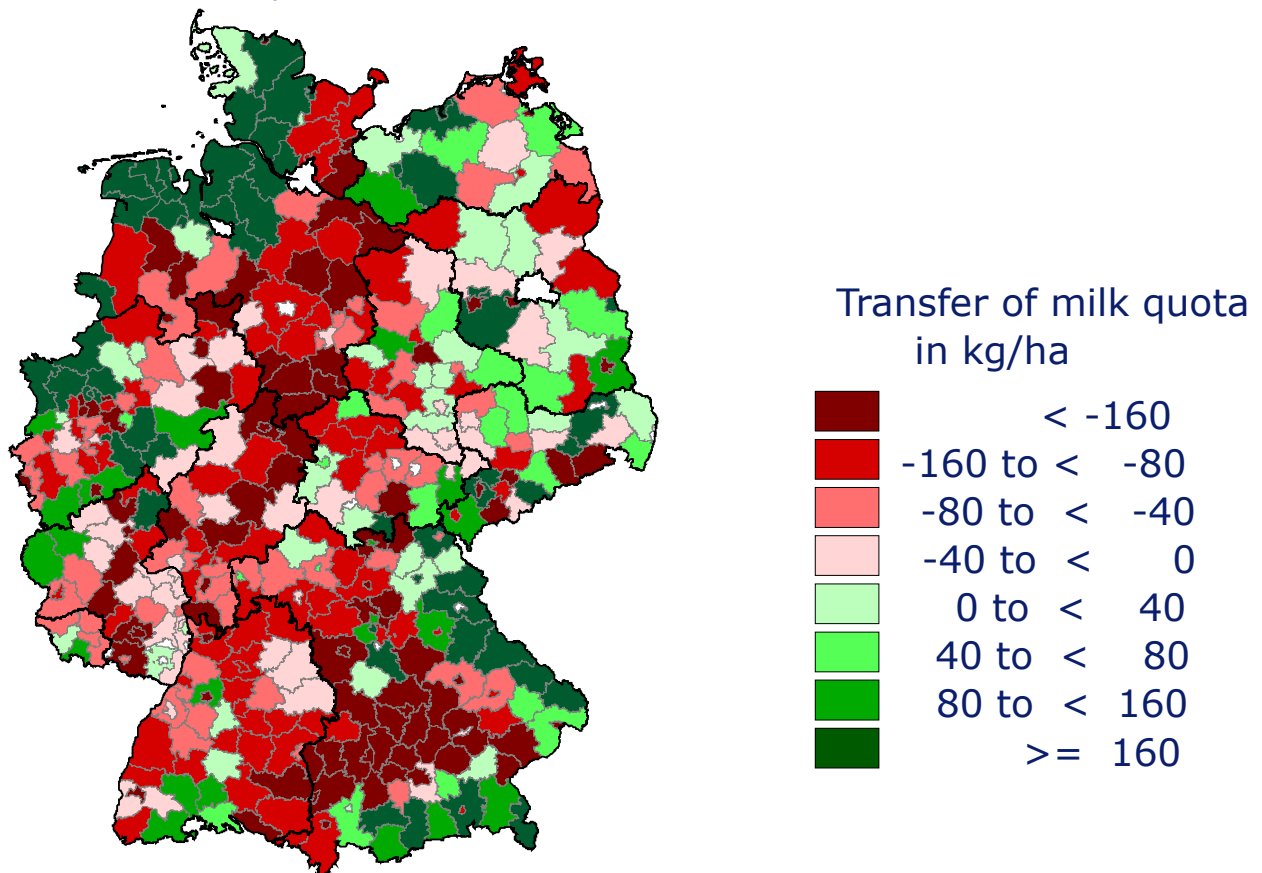 Transfer of milk quota
in kg/ha
< -160
-160 to < -80
-80 to < -40
-40 to < 0
0 to < 40
40 to < 80
80 to < 160
>= 160